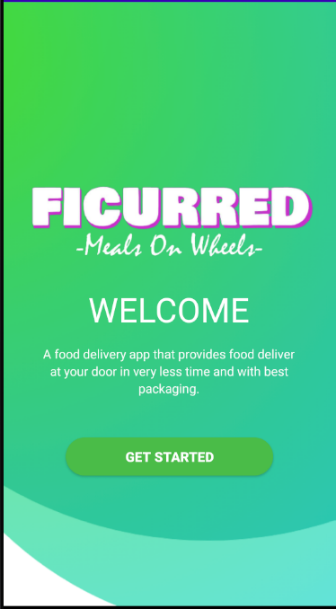 FICURRED
-Meals On Wheels-
WELCOME
A food delivery app that provides food deliver
at your door in very less time and with best
packaging.
GET STARTED